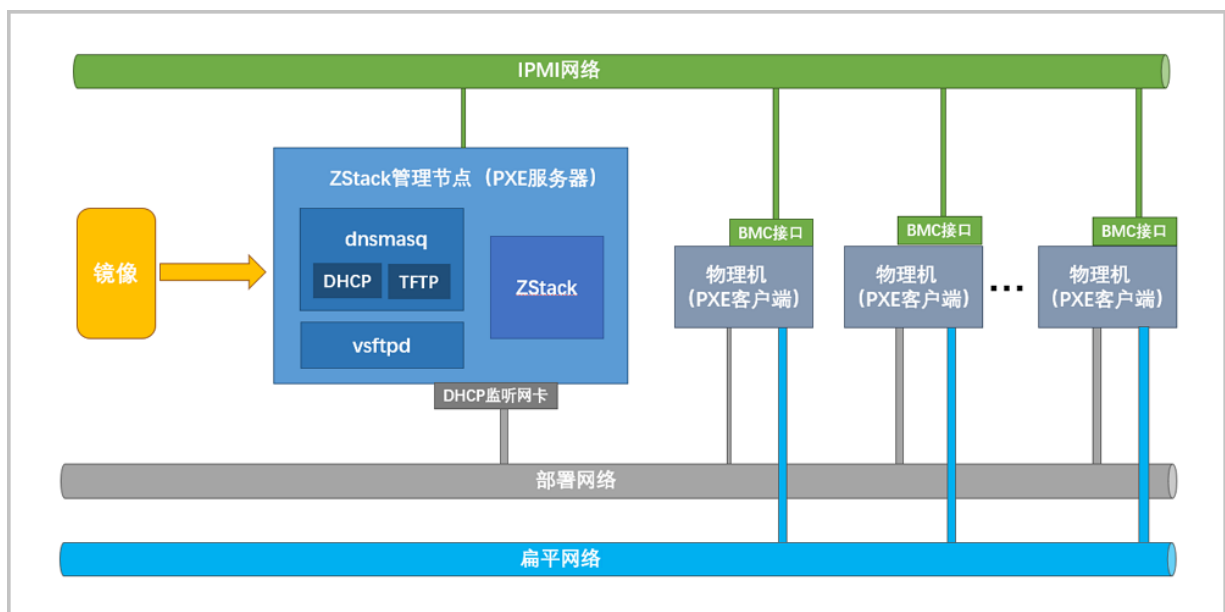 IPMI网络
ZStack管理节点（PXE服务器）
dnsmasq
DHCP
TFTP
vsftpd
ZStack
镜像
DHCP监听网卡
BMC接口
物理机
(PXE客户端)
BMC接口
物理机
(PXE客户端)
...
BMC接口
物理机
(PXE客户端)
部署网络
扁平网络